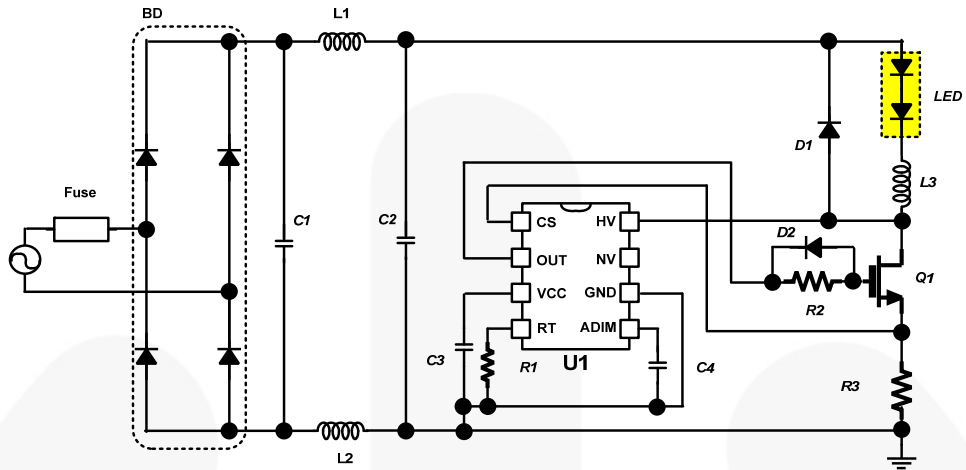 BD
L1
LED
D1
Fuse
L3
C1
C2
CS
HV
D2
OUT
NV
Q1
VCC
GND
R2
RT
ADIM
C3
R1
U1
C4
R3
L2